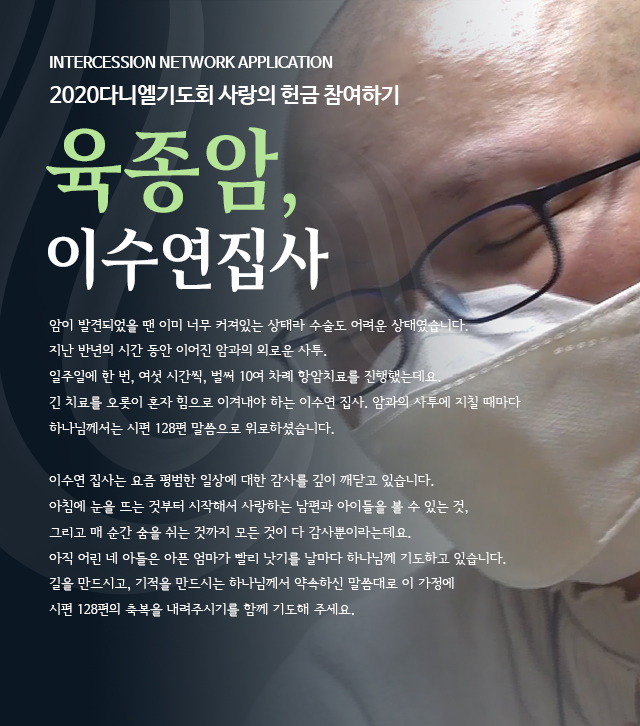 INTERCESSION NETWORK APPLICATION
2020다니엘기도회 사랑의 헌금 참여하기
육종암,
이수연집사
암이 발견되었을 땐 이미 너무 커져있는 상태라 수술도 어려운 상태였습니다.
지난 반년의 시간 동안 이어진 암과의 외로운 사투.
일주일에 한 번, 여섯 시간씩, 벌써 10여 차례 항암치료를 진행했는데요.
긴 치료를 오롯이 혼자 힘으로 이겨내야 하는 이수연 집사. 암과의 사투에 지칠 때마다
하나님께서는 시편 128편 말씀으로 위로하셨습니다.
이수연 집사는 요즘 평범한 일상에 대한 감사를 깊이 깨닫고 있습니다.
아침에 눈을 뜨는 것부터 시작해서 사랑하는 남편과 아이들을 볼 수 있는 것,
그리고 매 순간 숨을 쉬는 것까지 모든 것이 다 감사뿐이라는데요.
아직 어린 네 아들은 아픈 엄마가 빨리 낫기를 날마다 하나님께 기도하고 있습니다.
길을 만드시고, 기적을 만드시는 하나님께서 약속하신 말씀대로 이 가정에
시편 128편의 축복을 내려주시기를 함께 기도해 주세요.